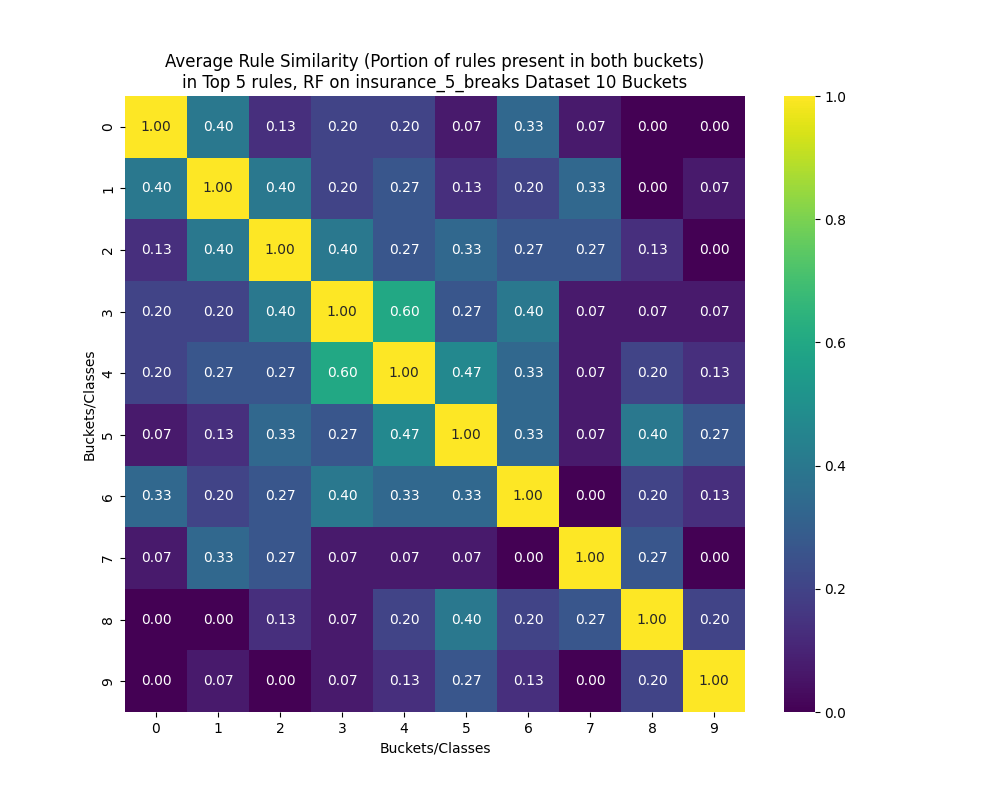 Average Rule Similarity (Portion of rules present in both buckets)
in Top 5 rules, RF on insurance_5_breaks Dataset 10 Buckets
0 1.00 0.40 0.13 0.20 0.20 0.07 0.33 0.07 0.00 0.00
1 0.40 1.00 0.40 0.20 0.27 0.13 0.20 0.33 0.00 0.07
2 0.13 0.40 1.00 0.40 0.27 0.33 0.27 0.27 0.13 0.00
3 0.20 0.20 0.40 1.00 0.60 0.27 0.40 0.07 0.07 0.07
4 0.20 0.27 0.27 0.60 1.00 0.47 0.33 0.07 0.20 0.13
5 0.07 0.13 0.33 0.27 0.47 1.00 0.33 0.07 0.40 0.27
6 0.33 0.20 0.27 0.40 0.33 0.33 1.00 0.00 0.20 0.13
7 0.07 0.33 0.27 0.07 0.07 0.07 0.00 1.00 0.27 0.00
8 0.00 0.00 0.13 0.07 0.20 0.40 0.20 0.27 1.00 0.20
9 0.00 0.07 0.00 0.07 0.13 0.27 0.13 0.00 0.20 1.00
0 1 2 3 4 5 6 7 8 9
Buckets/Classes
Buckets/Classes
1.0
0.8
0.6
0.4
0.2
0.0